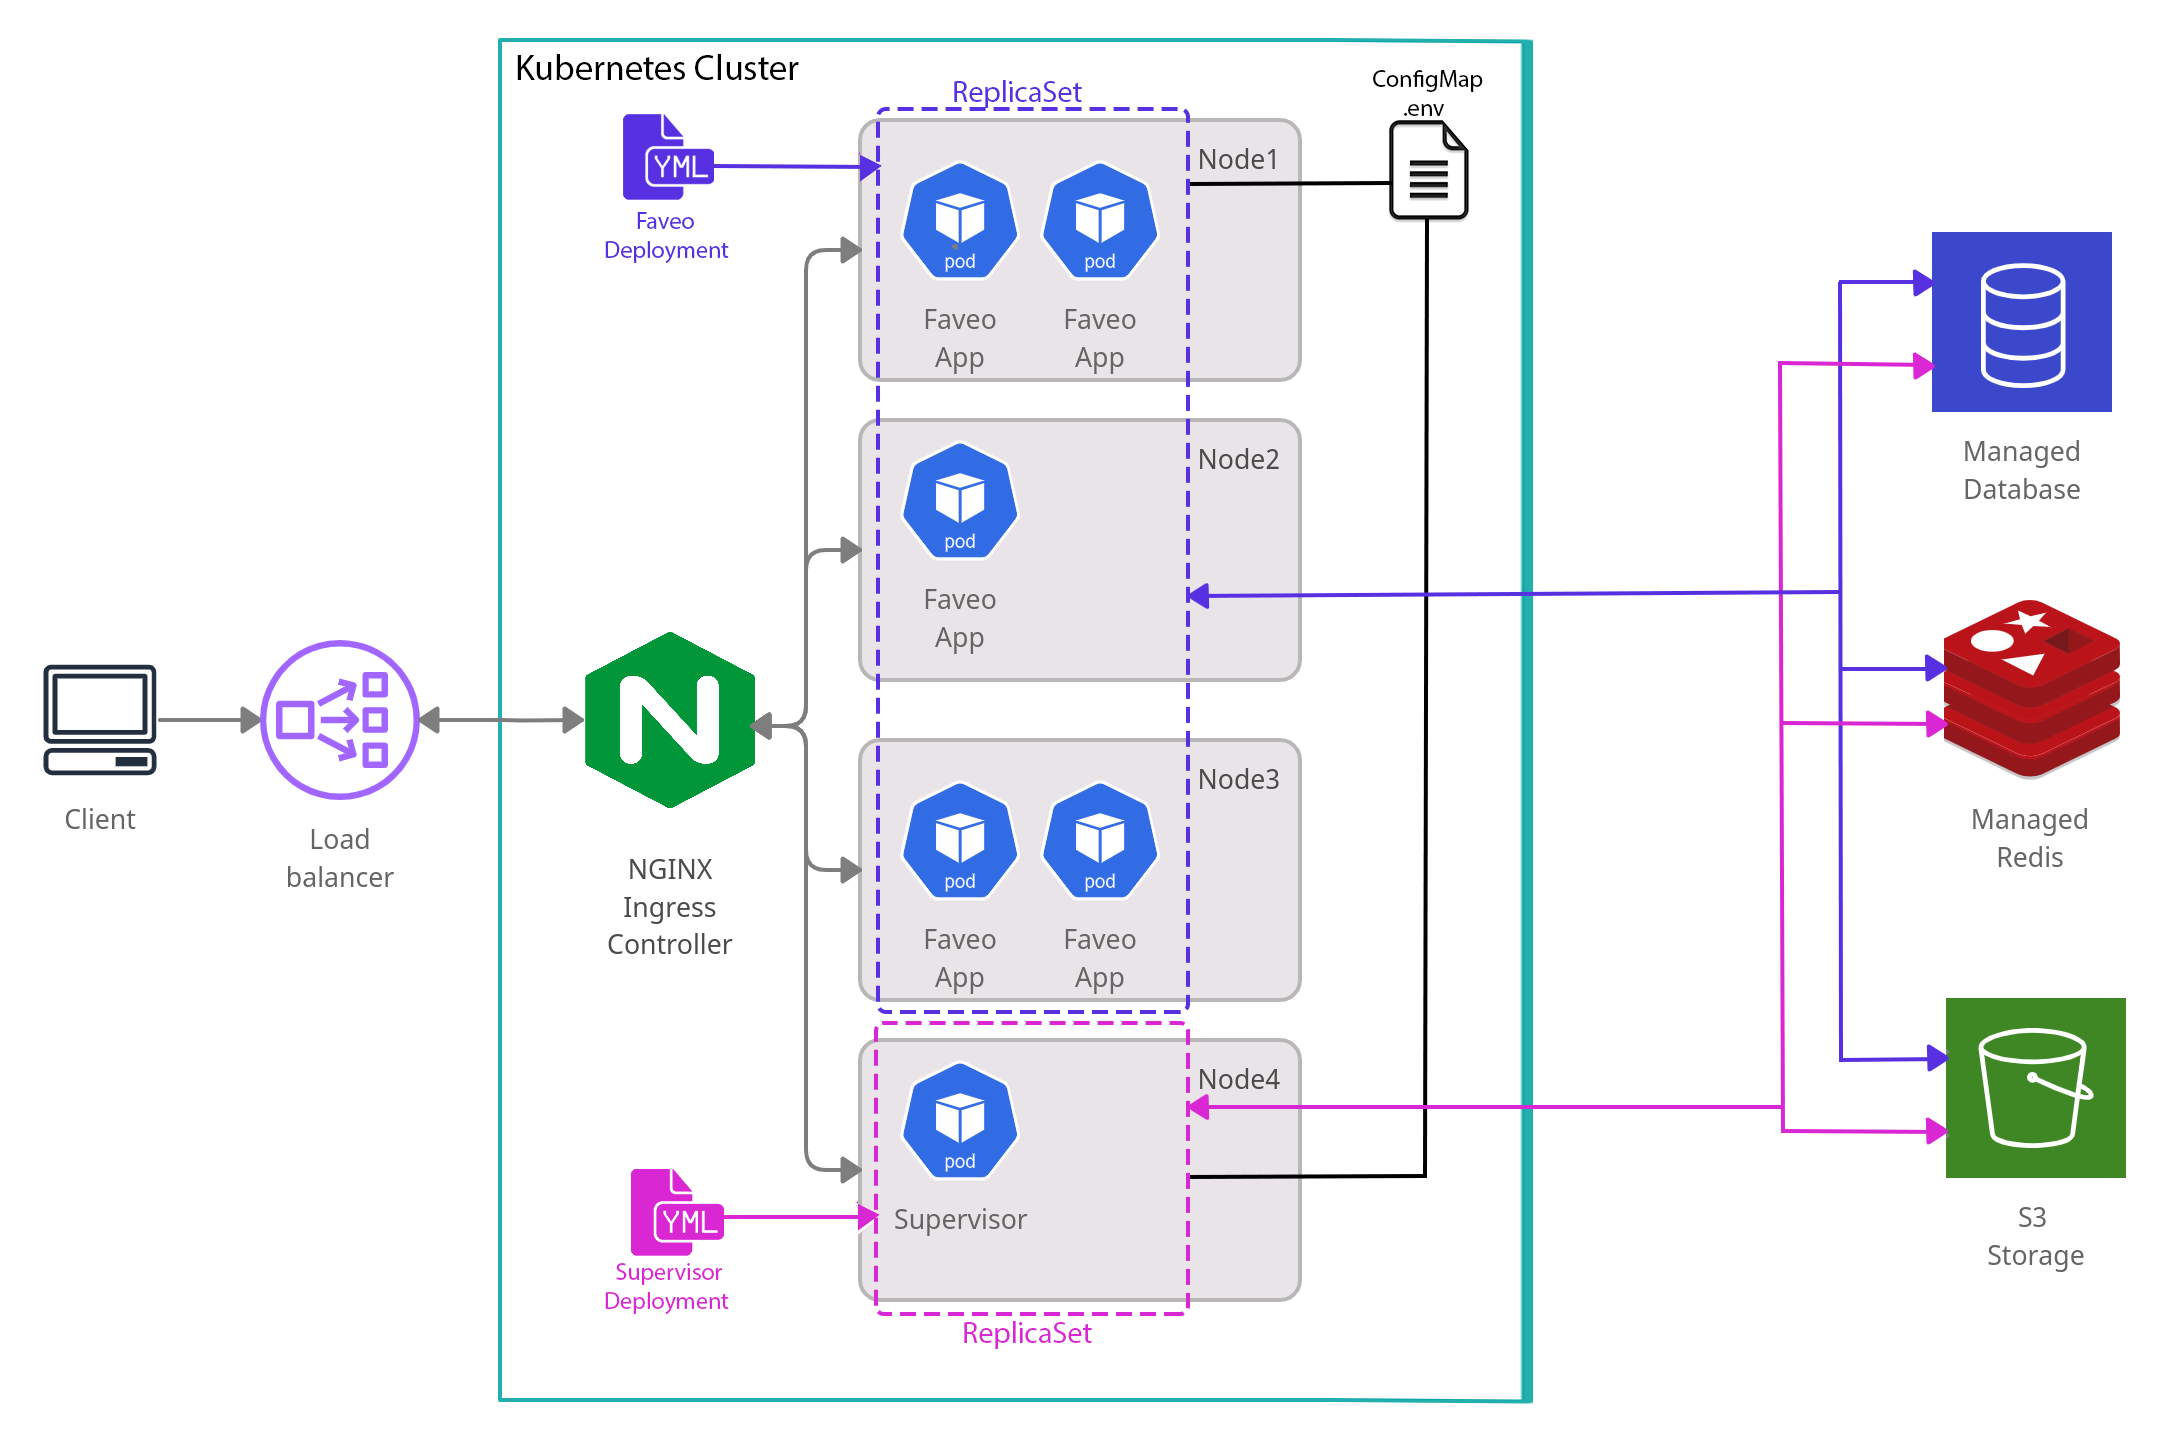 Kubernetes Cluster
ReplicaSet
ConfigMap
.env
YML
Faveo
Deployment
Node1
pod
pod
Faveo
App
Faveo
App
Node2
pod
Faveo
App
Managed
Database
Client
Load
balancer
N
NGINX
Ingress
Controller
Node3
pod
pod
Faveo
App
Faveo
App
Managed
Redis
Node4
pod
Supervisor
YML
Supervisor
Deployment
ReplicaSet
S3
Storage